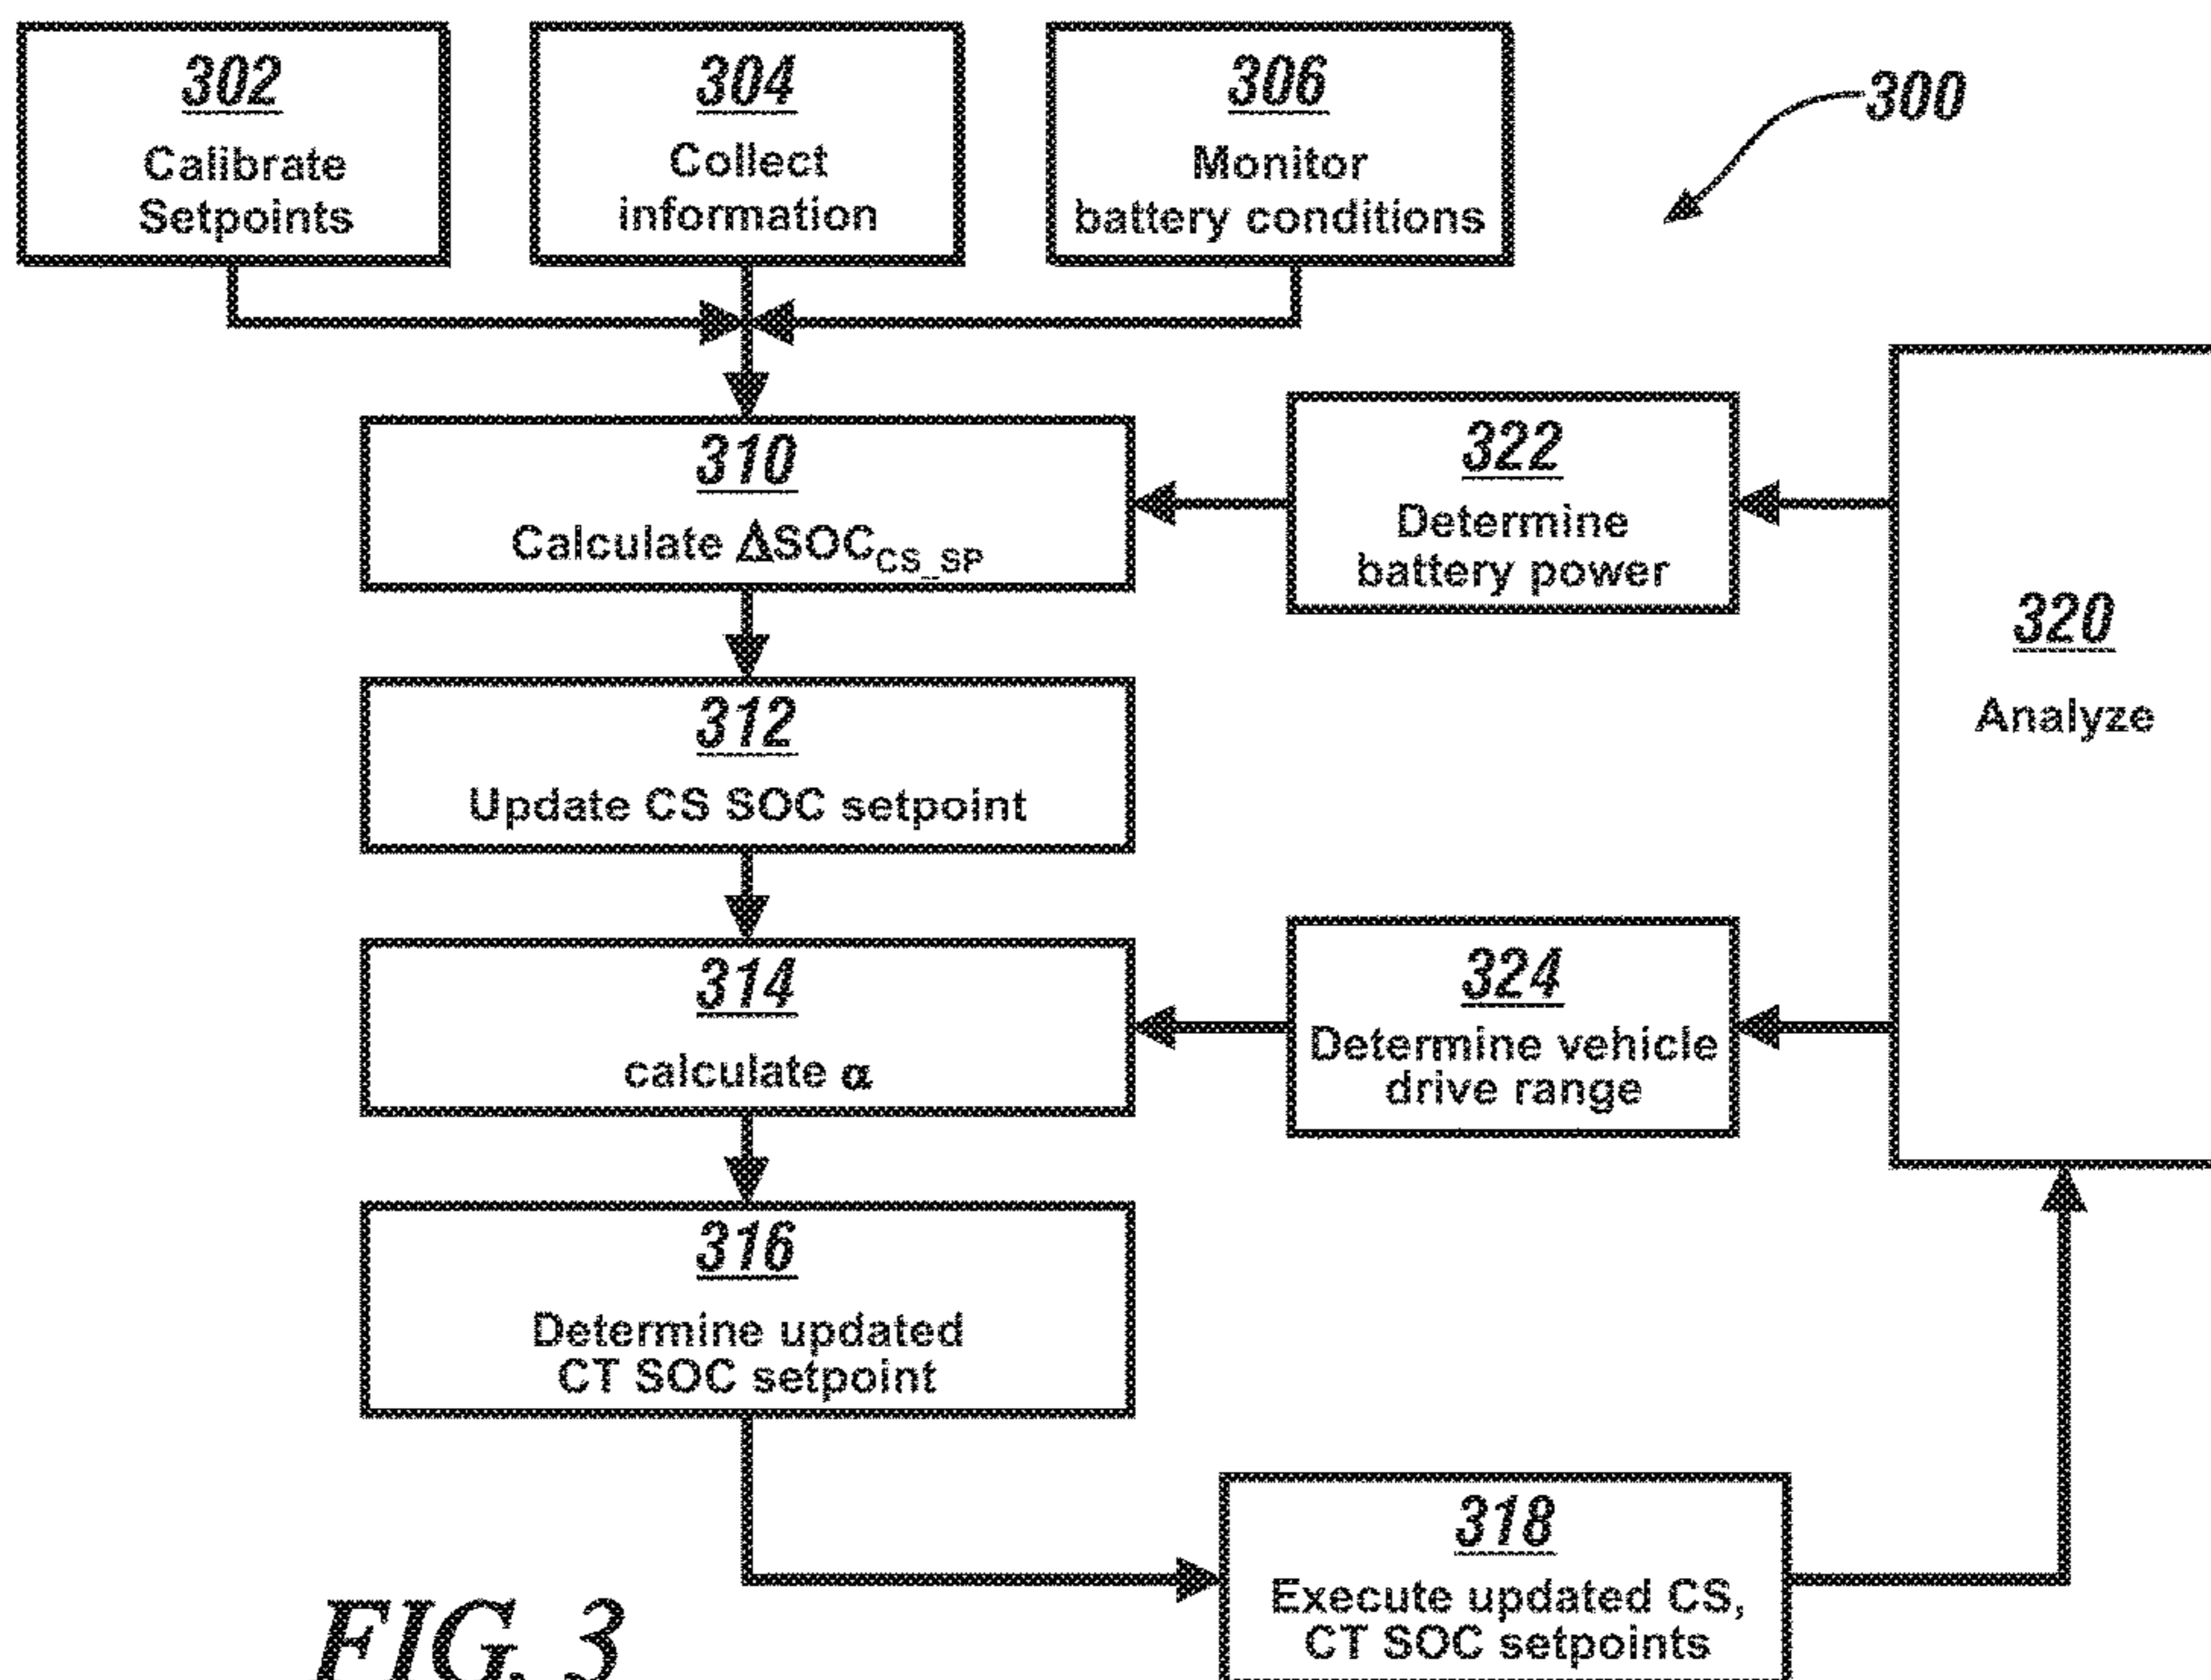 302
Calibrate
Setpoints
304
Collect
information
306
Monitor
battery conditions
300
310
Calculate ΔSOC_CS_SP
322
Determine
battery power
320
Analyze
312
Update CS SOC setpoint
314
calculate α
324
Determine vehicle
drive range
316
Determine updated
CT SOC setpoint
318
Execute updated CS,
CT SOC setpoints
FIG. 3